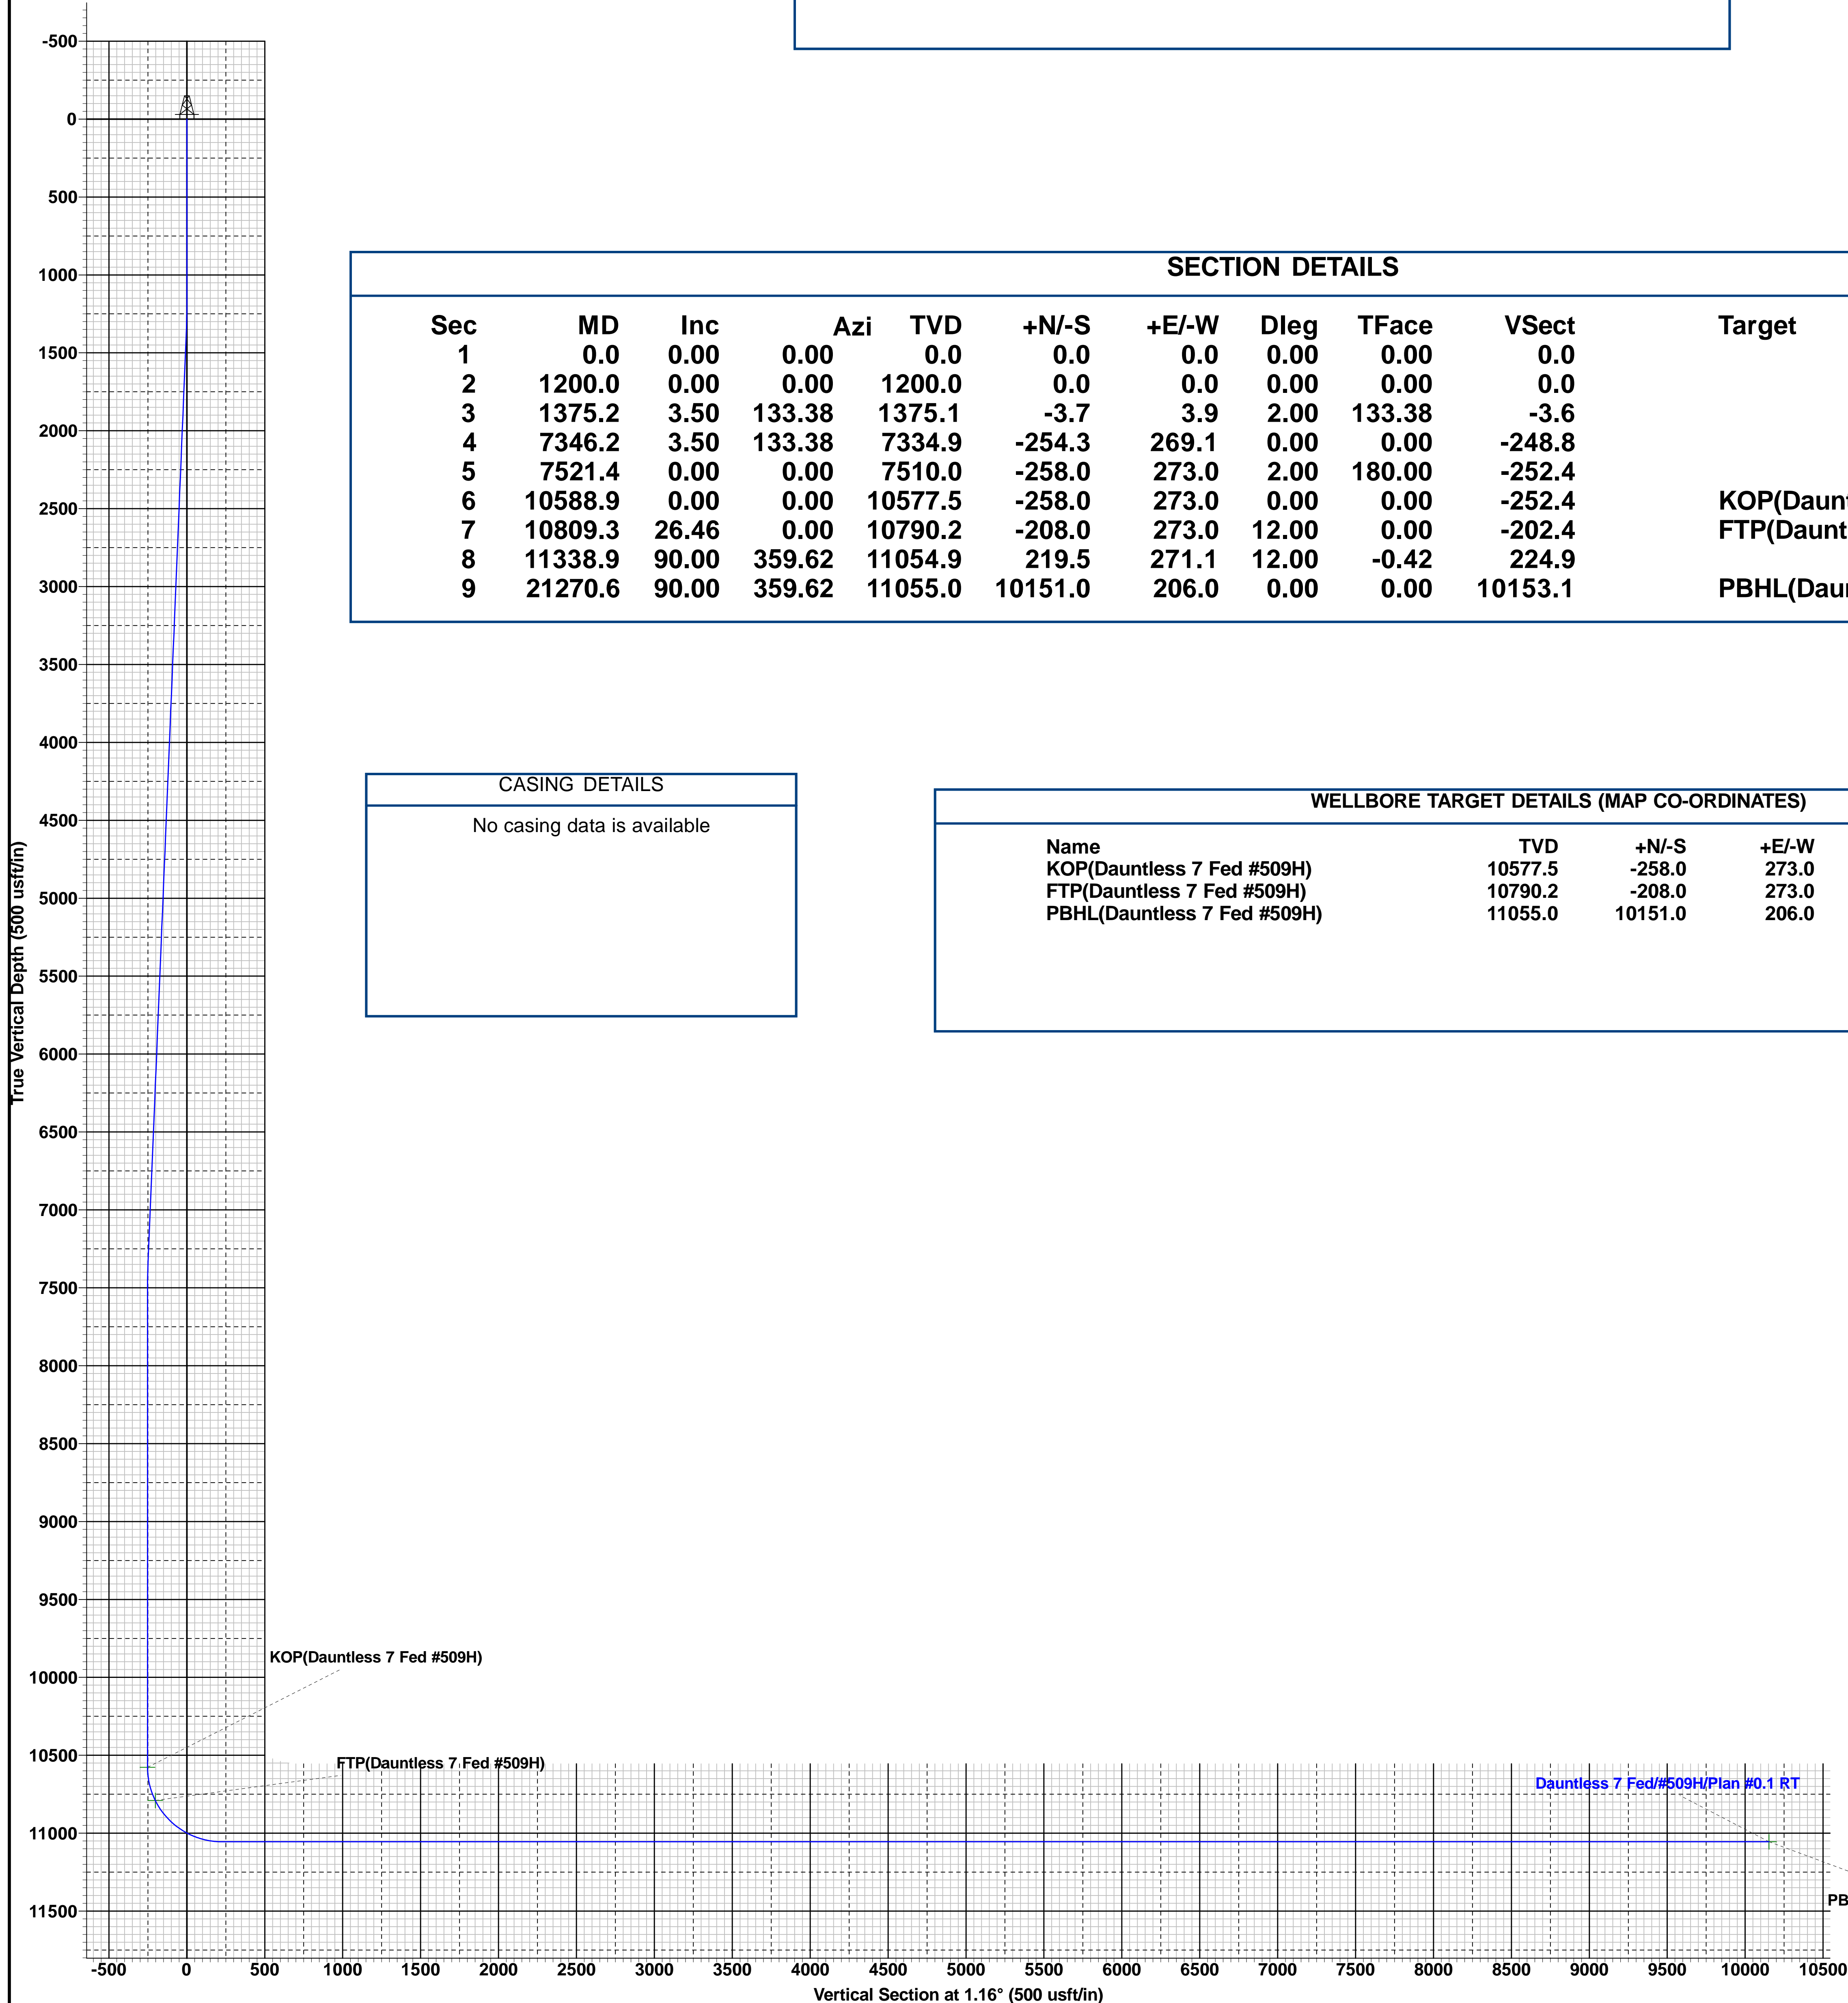 SECTION DETAILS
Sec MD Inc Azi TVD +N/-S +E/-W Dleg TFace VSect Target
1 0.0 0.00 0.00 0.0 0.0 0.0 0.00 0.00 0.0
2 1200.0 0.00 0.00 1200.0 0.0 0.0 0.00 0.00 0.0
3 1375.2 3.50 133.38 1375.1 -3.7 3.9 2.00 133.38 -3.6
4 7346.2 3.50 133.38 7334.9 -254.3 269.1 0.00 0.00 -248.8
5 7521.4 0.00 0.00 7510.0 -258.0 273.0 2.00 180.00 -252.4
6 10588.9 0.00 0.00 10577.5 -258.0 273.0 0.00 0.00 -252.4 KOP(Daunt
7 10809.3 26.46 0.00 10790.2 -208.0 273.0 12.00 0.00 -202.4 FTP(Daunt
8 11338.9 90.00 359.62 11054.9 219.5 271.1 12.00 -0.42 224.9
9 21270.6 90.00 359.62 11055.0 10151.0 206.0 0.00 0.00 10153.1 PBHL(Dau
CASING DETAILS
No casing data is available
WELLBORE TARGET DETAILS (MAP CO-ORDINATES)
Name TVD +N/-S +E/-W
KOP(Dauntless 7 Fed #509H) 10577.5 -258.0 273.0
FTP(Dauntless 7 Fed #509H) 10790.2 -208.0 273.0
PBHL(Dauntless 7 Fed #509H) 11055.0 10151.0 206.0
True Vertical Depth (500 usft/in)
-500
0
500
1000
1500
2000
2500
3000
3500
4000
4500
5000
5500
6000
6500
7000
7500
8000
8500
9000
9500
10000
10500
11000
11500
KOP(Dauntless 7 Fed #509H)
FTP(Dauntless 7 Fed #509H)
Dauntless 7 Fed/#509H/Plan #0.1 RT
PB
-500 0 500 1000 1500 2000 2500 3000 3500 4000 4500 5000 5500 6000 6500 7000 7500 8000 8500 9000 9500 10000 10500
Vertical Section at 1.16° (500 usft/in)